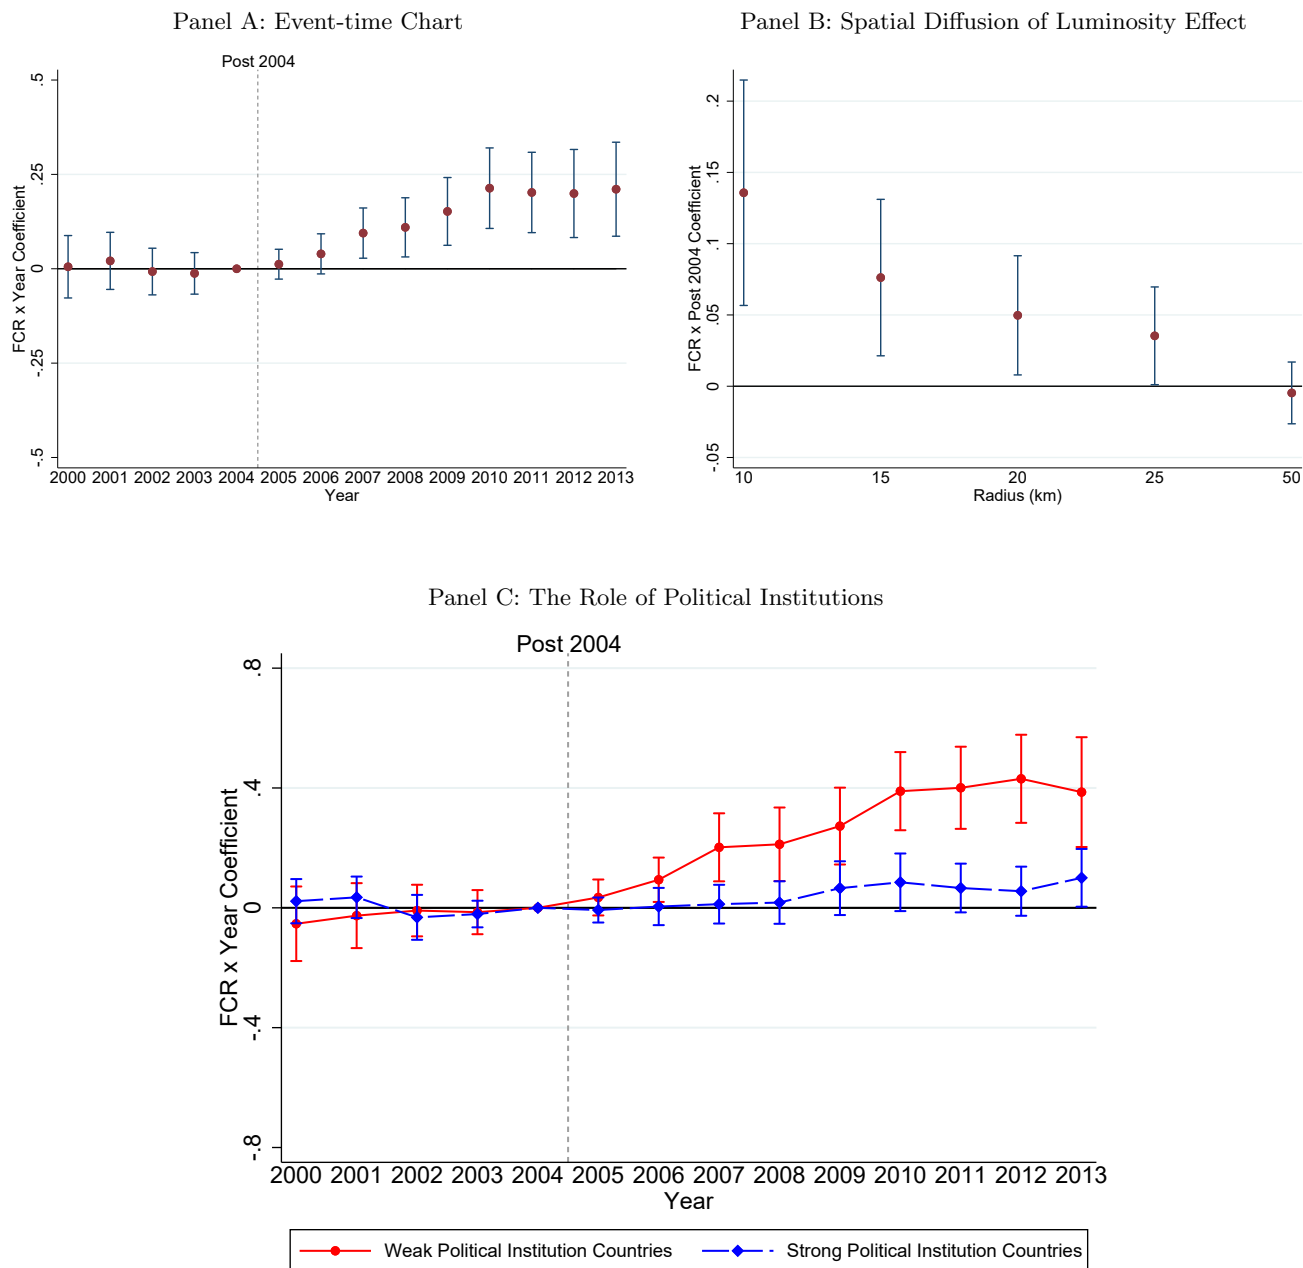 Panel A: Event-time Chart
Post 2004
.5
.25
0
-.25
-.5
FCR x Year Coefficient
2000 2001 2002 2003 2004 2005 2006 2007 2008 2009 2010 2011 2012 2013
Year
Panel B: Spatial Diffusion of Luminosity Effect
.2
.15
.1
.05
0
-.05
FCR x Post 2004 Coefficient
10 15 20 25 50
Radius (km)
Panel C: The Role of Political Institutions
Post 2004
.8
.4
0
-.4
-.8
FCR x Year Coefficient
2000 2001 2002 2003 2004 2005 2006 2007 2008 2009 2010 2011 2012 2013
Year
Weak Political Institution Countries Strong Political Institution Countries